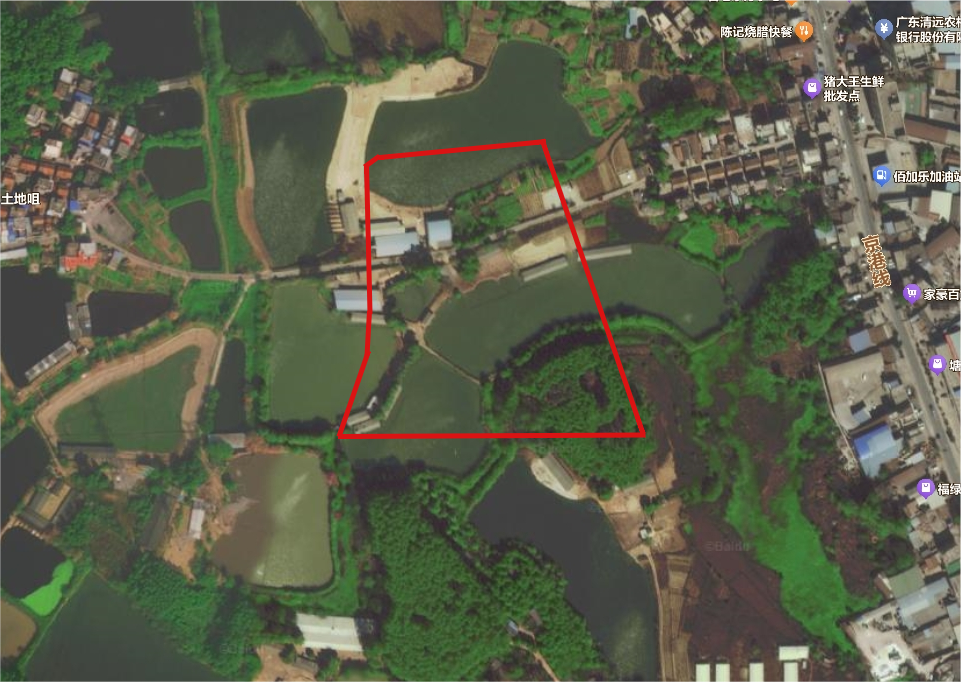 陈记烧腊快餐
广东清远农村
银行股份有限
猪大王生鲜
批发点
佰加乐加油站
土地咀
京港线
家豪百
塘
福绿
©Baidu